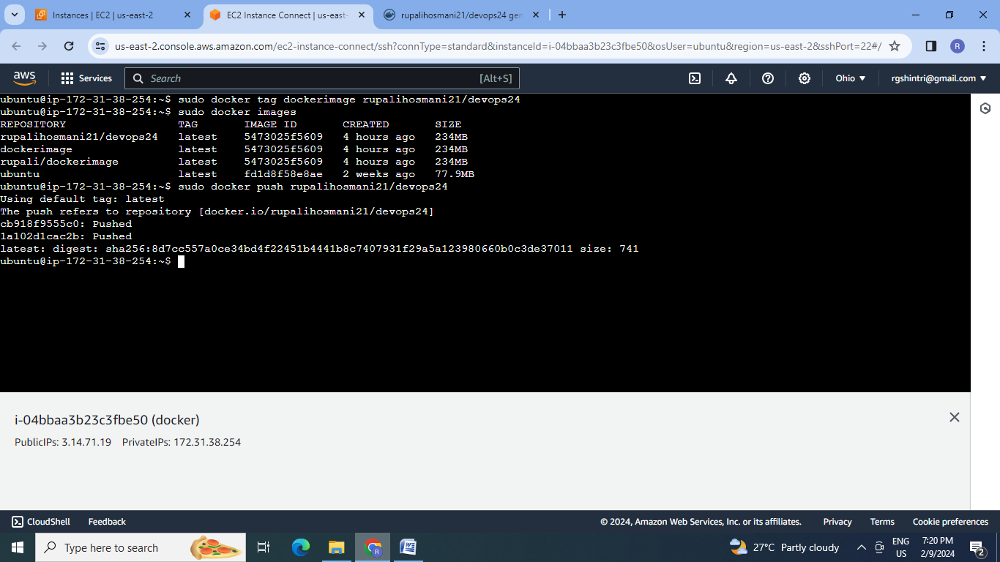 Instances | EC2 | us-east-2
EC2 Instance Connect | us-east-
rupalihosmani21/devops24 gen
us-east-2.console.aws.amazon.com/ec2-instance-connect/ssh?connType=standard&instanceId=i-04bbaa3b23c3fbe50&osUser=ubuntu&region=us-east-2&sshPort=22#/
R
aws
Services
Search
[Alt+S]
Ohio
rgshintri@gmail.com
ubuntu@ip-172-31-38-254:~$ sudo docker tag dockerimage rupalihosmani21/devops24
ubuntu@ip-172-31-38-254:~$ sudo docker images
REPOSITORY TAG IMAGE ID CREATED SIZE
rupalihosmani21/devops24 latest 5473025f5609 4 hours ago 234MB
dockerimage latest 5473025f5609 4 hours ago 234MB
rupali/dockerimage latest 5473025f5609 4 hours ago 234MB
ubuntu latest fd1d8f58e8ae 2 weeks ago 77.9MB
ubuntu@ip-172-31-38-254:~$ sudo docker push rupalihosmani21/devops24
Using default tag: latest
The push refers to repository [docker.io/rupalihosmani21/devops24]
cb918f9555c0: Pushed
1a102d1cac2b: Pushed
latest: digest: sha256:8d7cc557a0ce34bd4f22451b4441b8c7407931f29a5a123980660b0c3de37011 size: 741
ubuntu@ip-172-31-38-254:~$
i-04bbaa3b23c3fbe50 (docker)
PublicIPs: 3.14.71.19 PrivateIPs: 172.31.38.254
CloudShell
Feedback
© 2024, Amazon Web Services, Inc. or its affiliates.
Privacy
Terms
Cookie preferences
Type here to search
R
W
27°C Partly cloudy
ENG
US
7:20 PM
2/9/2024
2